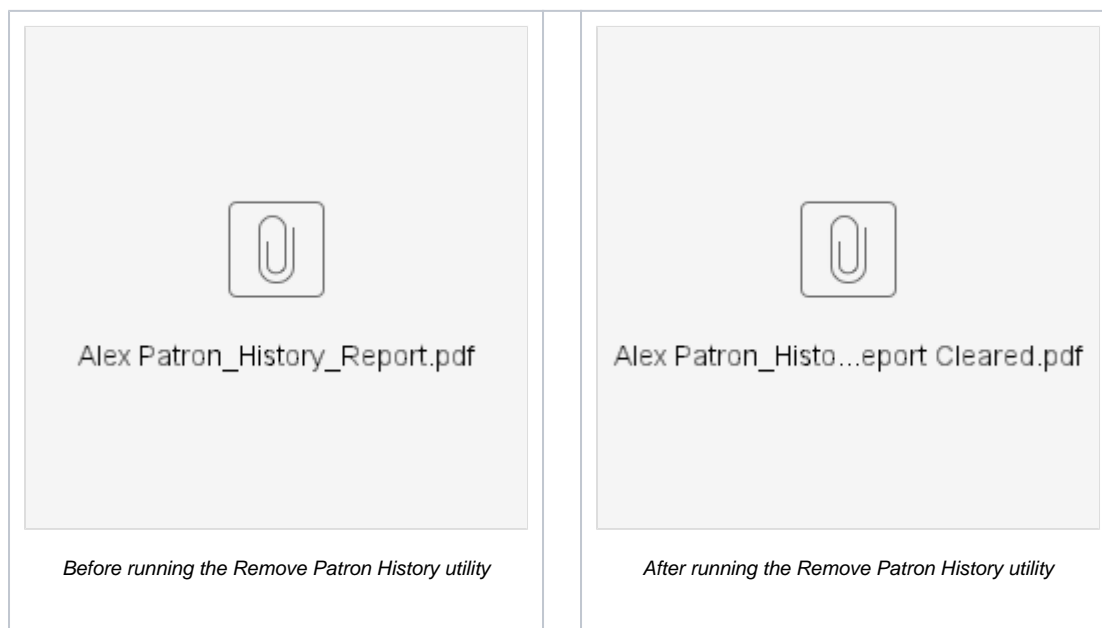 Alex Patron_History_Report.pdf
Before running the Remove Patron History utility
Alex Patron_Histo...eport Cleared.pdf
After running the Remove Patron History utility